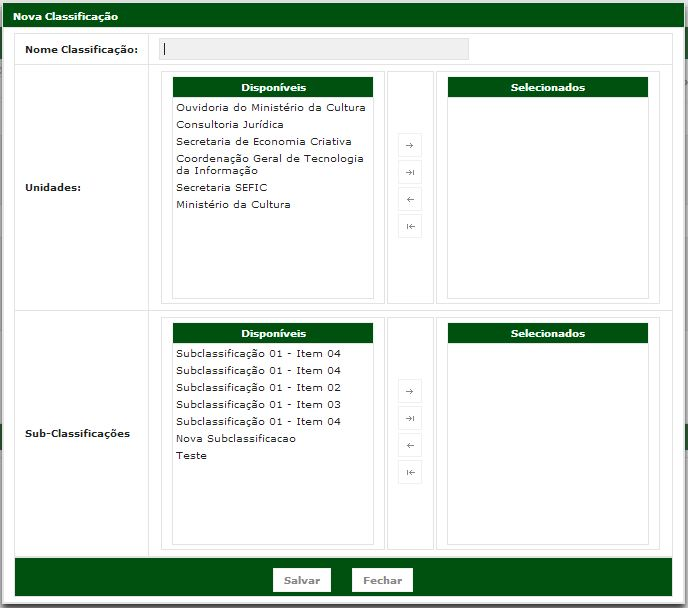 Nova Classificação
Nome Classificação:
Unidades:
Disponíveis
Ouvidoria do Ministério da Cultura
Consultoria Jurídica
Secretaria de Economia Criativa
Coordenação Geral de Tecnologia
da Informação
Secretaria SEFIC
Ministério da Cultura
Selecionados
Sub-Classificações
Disponíveis
Subclassificação 01 - Item 04
Subclassificação 01 - Item 04
Subclassificação 01 - Item 02
Subclassificação 01 - Item 03
Subclassificação 01 - Item 04
Nova Subclassificacao
Teste
Selecionados
Salvar
Fechar